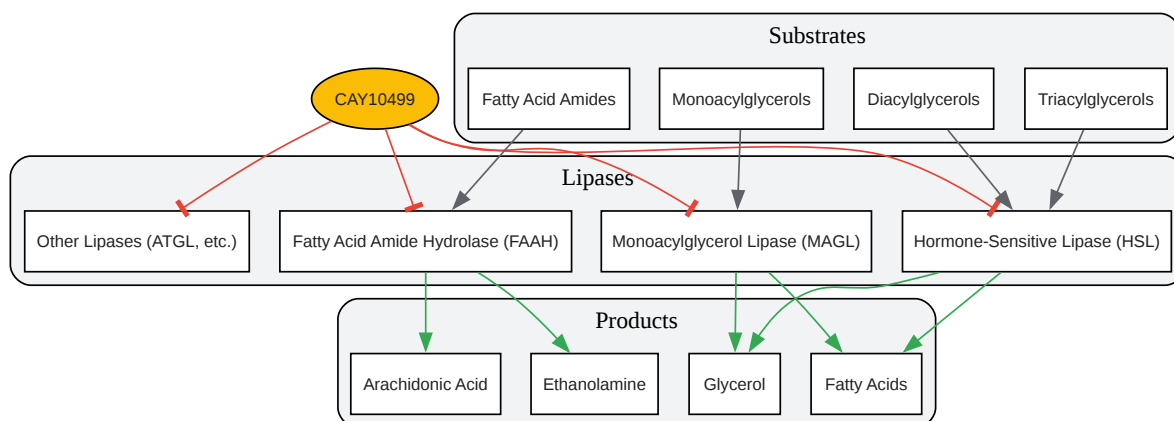 Substrates
CAY10499
Fatty Acid Amides
Monoacylglycerols
Diacylglycerols
Triacylglycerols
Lipases
Other Lipases (ATGL, etc.)
Fatty Acid Amide Hydrolase (FAAH)
Monoacylglycerol Lipase (MAGL)
Hormone-Sensitive Lipase (HSL)
Products
Arachidonic Acid
Ethanolamine
Glycerol
Fatty Acids